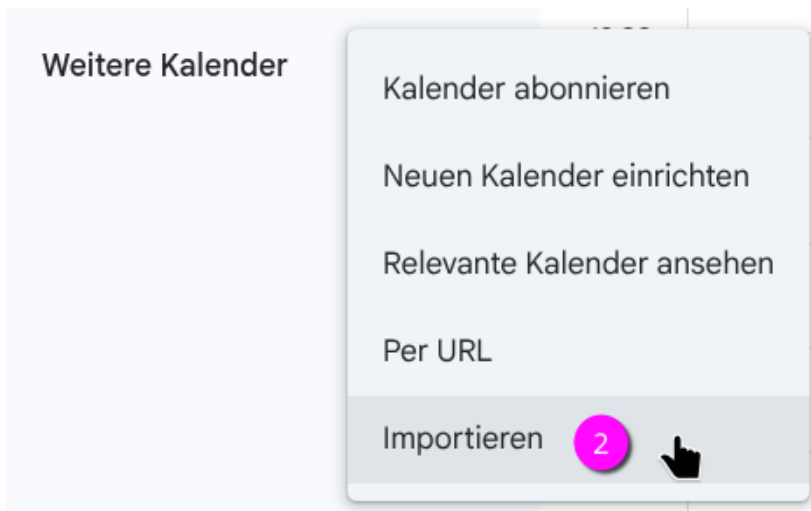 Weitere Kalender
Kalender abonnieren
Neuen Kalender einrichten
Relevante Kalender ansehen
Per URL
Importieren 2